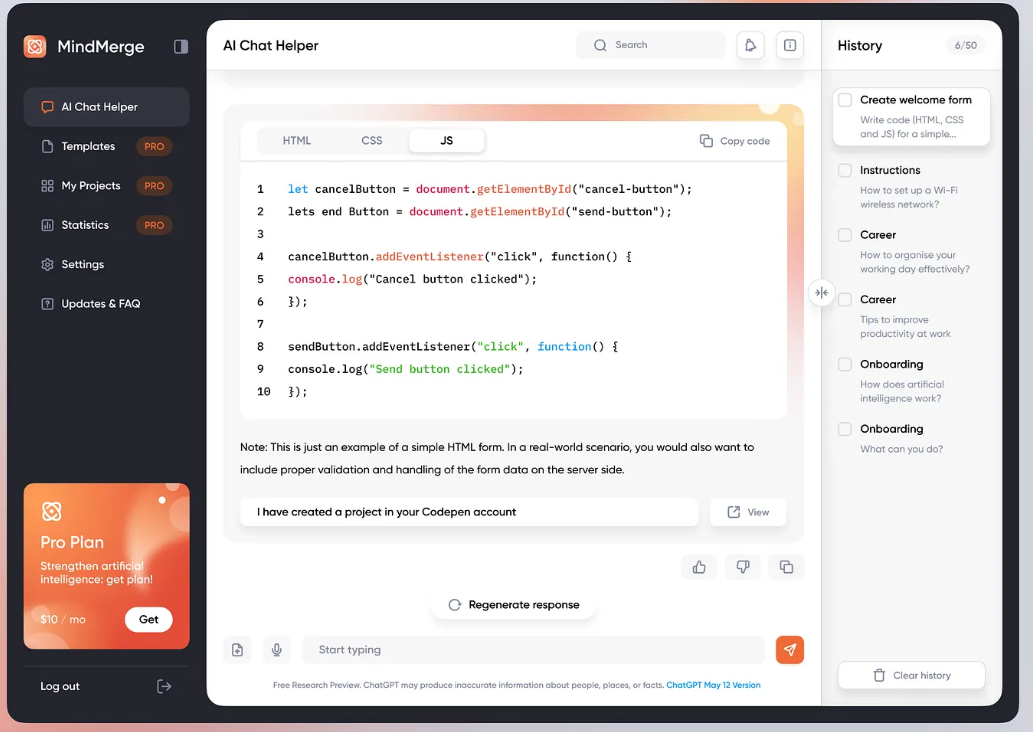 MindMerge
AI Chat Helper
Templates PRO
My Projects PRO
Statistics PRO
Settings
Updates & FAQ
Pro Plan
Strengthen artificial
intelligence: get plan!
$10 / mo Get
Log out
AI Chat Helper
Search
HTML CSS JS Copy code
1 let cancelButton = document.getElementById("cancel-button");
2 lets end Button = document.getElementById("send-button");
3
4 cancelButton.addEventListener("click", function() {
5 console.log("Cancel button clicked");
6 });
7
8 sendButton.addEventListener("click", function() {
9 console.log("Send button clicked");
10 });
Note: This is just an example of a simple HTML form. In a real-world scenario, you would also want to
include proper validation and handling of the form data on the server side.
I have created a project in your Codepen account
View
Regenerate response
Start typing
Free Research Preview. ChatGPT may produce inaccurate information about people, places, or facts. ChatGPT May 12 Version
History 6/50
Create welcome form
Write code (HTML, CSS
and JS) for a simple...
Instructions
How to set up a Wi-Fi
wireless network?
Career
How to organise your
working day effectively?
Career
Tips to improve
productivity at work
Onboarding
How does artificial
intelligence work?
Onboarding
What can you do?
Clear history